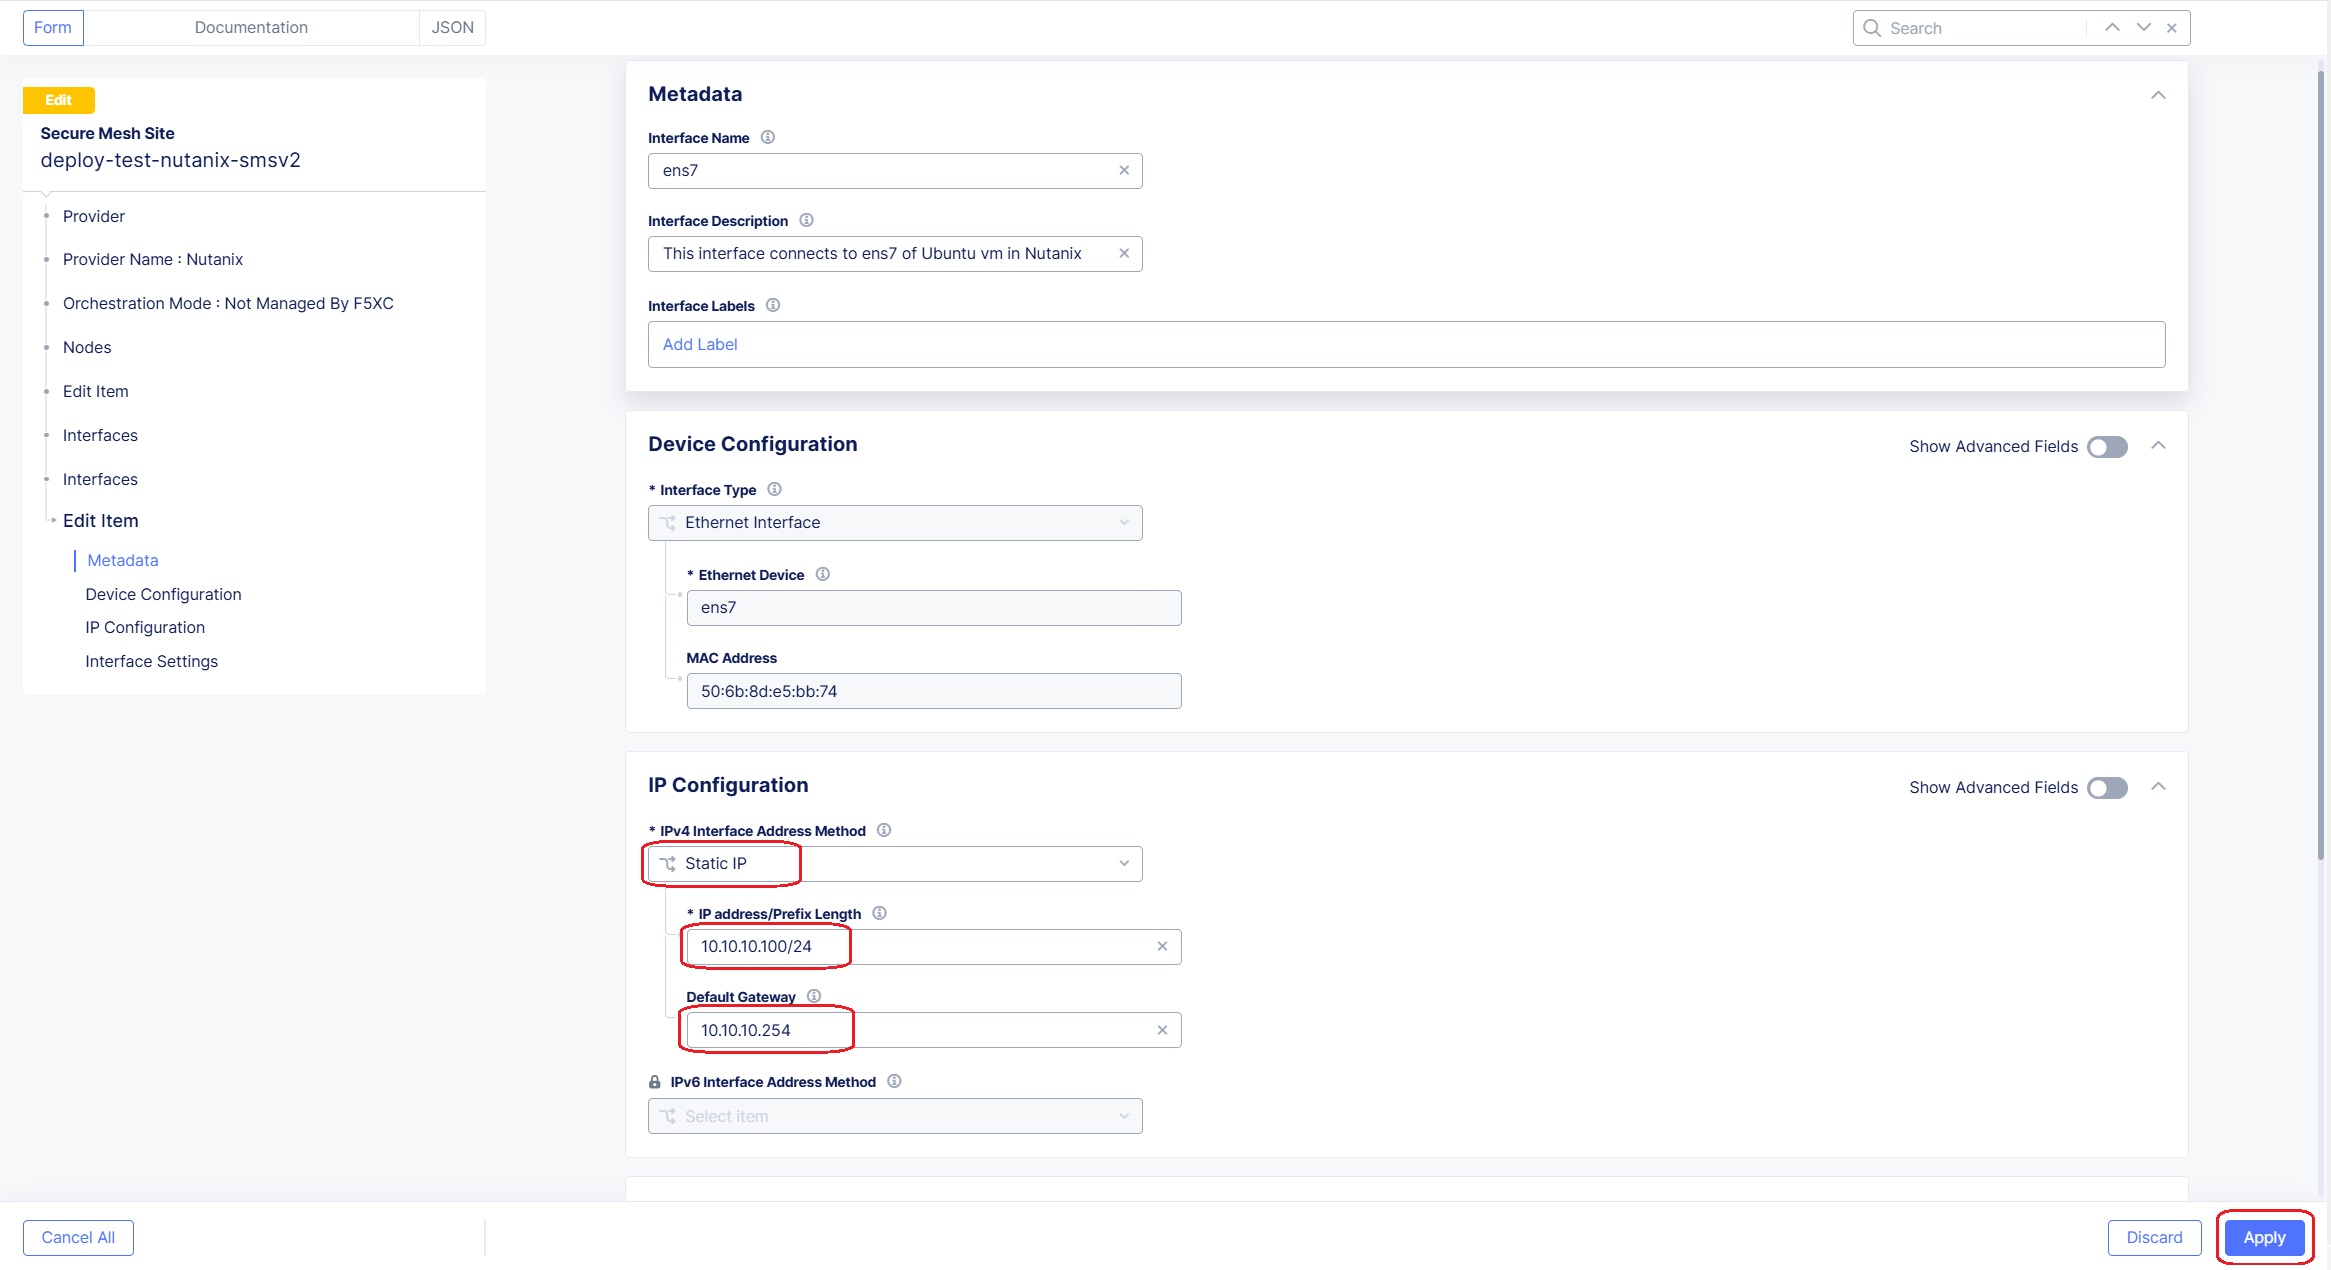 Form
Documentation
JSON
Search
Edit
Secure Mesh Site
deploy-test-nutanix-smsv2
Provider
Provider Name : Nutanix
Orchestration Mode : Not Managed By F5XC
Nodes
Edit Item
Interfaces
Interfaces
Edit Item
Metadata
Device Configuration
IP Configuration
Interface Settings
Metadata
Interface Name
ens7
Interface Description
This interface connects to ens7 of Ubuntu vm in Nutanix
Interface Labels
Add Label
Device Configuration
Show Advanced Fields
* Interface Type
Ethernet Interface
* Ethernet Device
ens7
MAC Address
50:6b:8d:e5:bb:74
IP Configuration
Show Advanced Fields
* IPv4 Interface Address Method
Static IP
* IP address/Prefix Length
10.10.10.100/24
Default Gateway
10.10.10.254
IPv6 Interface Address Method
Select item
Cancel All
Discard
Apply